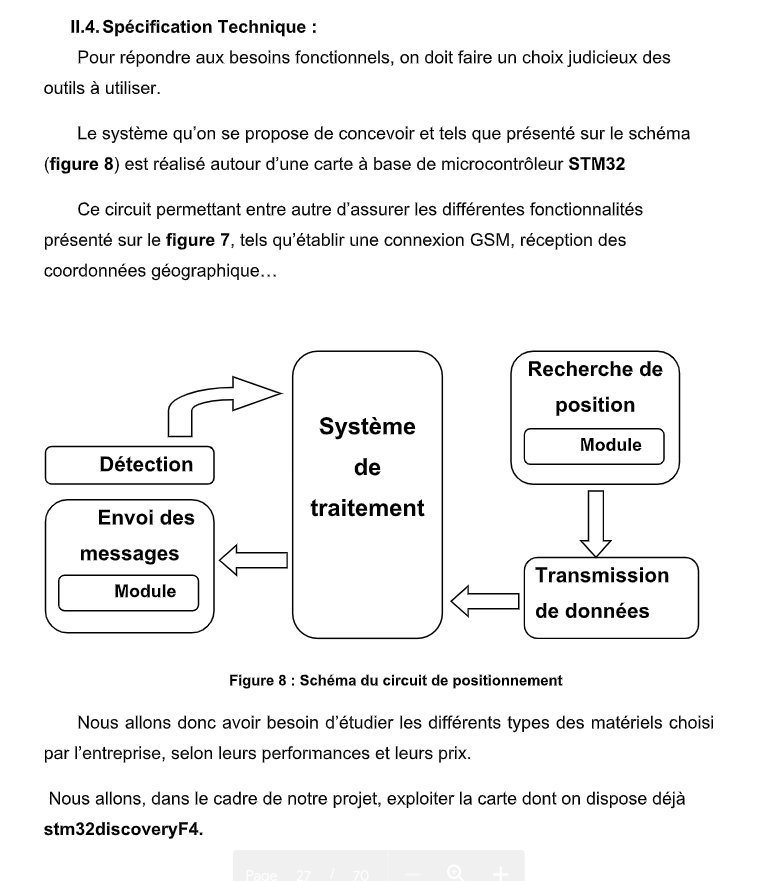 II.4. Spécification Technique :
Pour répondre aux besoins fonctionnels, on doit faire un choix judicieux des
outils à utiliser.
Le système qu'on se propose de concevoir et tels que présenté sur le schéma
(figure 8) est réalisé autour d'une carte à base de microcontrôleur STM32
Ce circuit permettant entre autre d'assurer les différentes fonctionnalités
présenté sur le figure 7, tels qu'établir une connexion GSM, réception des
coordonnées géographique…
Détection
Envoi des
messages
Module
Système
de
traitement
Recherche de
position
Module
Transmission
de données
Figure 8 : Schéma du circuit de positionnement
Nous allons donc avoir besoin d'étudier les différents types des matériels choisi
par l'entreprise, selon leurs performances et leurs prix.
Nous allons, dans le cadre de notre projet, exploiter la carte dont on dispose déjà
stm32discoveryF4.
Page 27 / 70